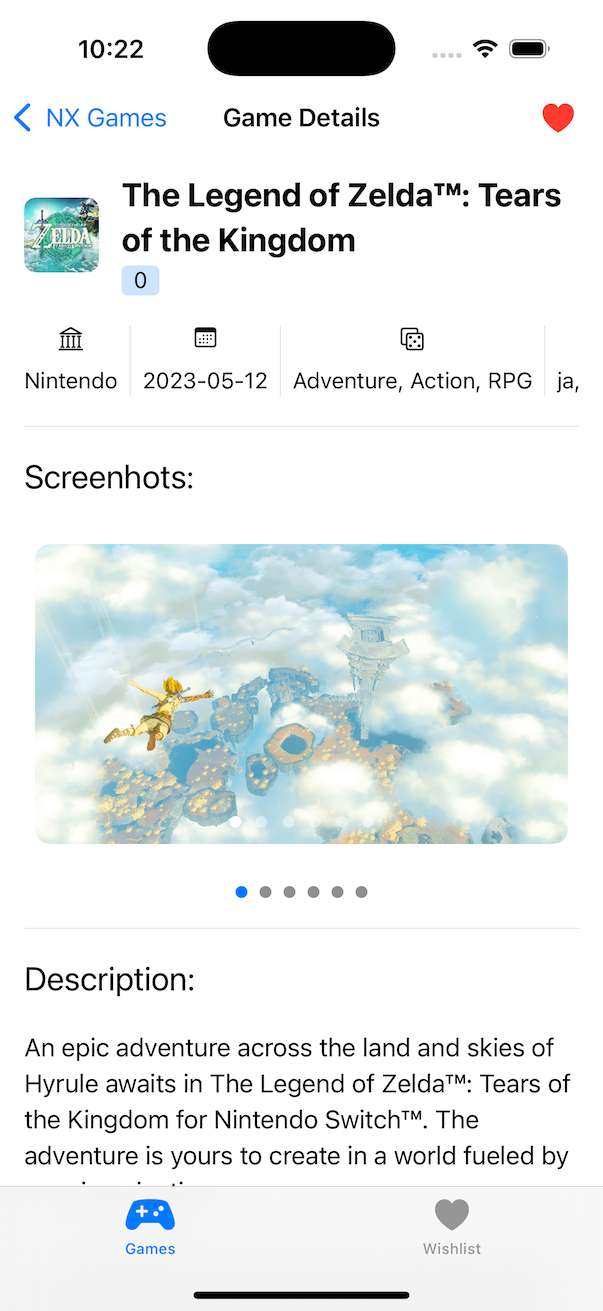 10:22
NX Games
Game Details
The Legend of Zelda™: Tears
of the Kingdom
ZELDA
0
Nintendo
2023-05-12
Adventure, Action, RPG
ja,
Screenhots:
Description:
An epic adventure across the land and skies of
Hyrule awaits in The Legend of Zelda™: Tears of
the Kingdom for Nintendo Switch™. The
adventure is yours to create in a world fueled by
Games
Wishlist